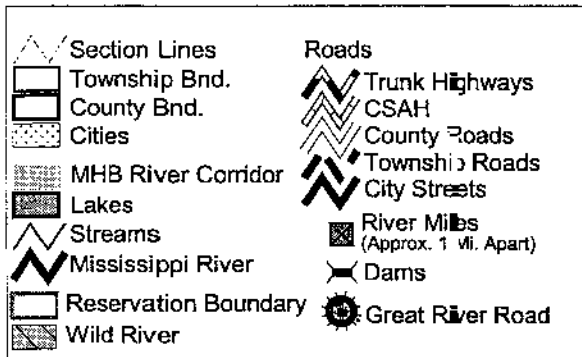 Section Lines
Township Bnd.
County Bnd.
Cities
MHB River Corridor
Lakes
Streams
Mississippi River
Reservation Boundary
Wild River
Roads
Trunk Highways
CSAH
County Roads
Township Roads
City Streets
River Miles
(Approx. 1 Mi. Apart)
Dams
Great River Road